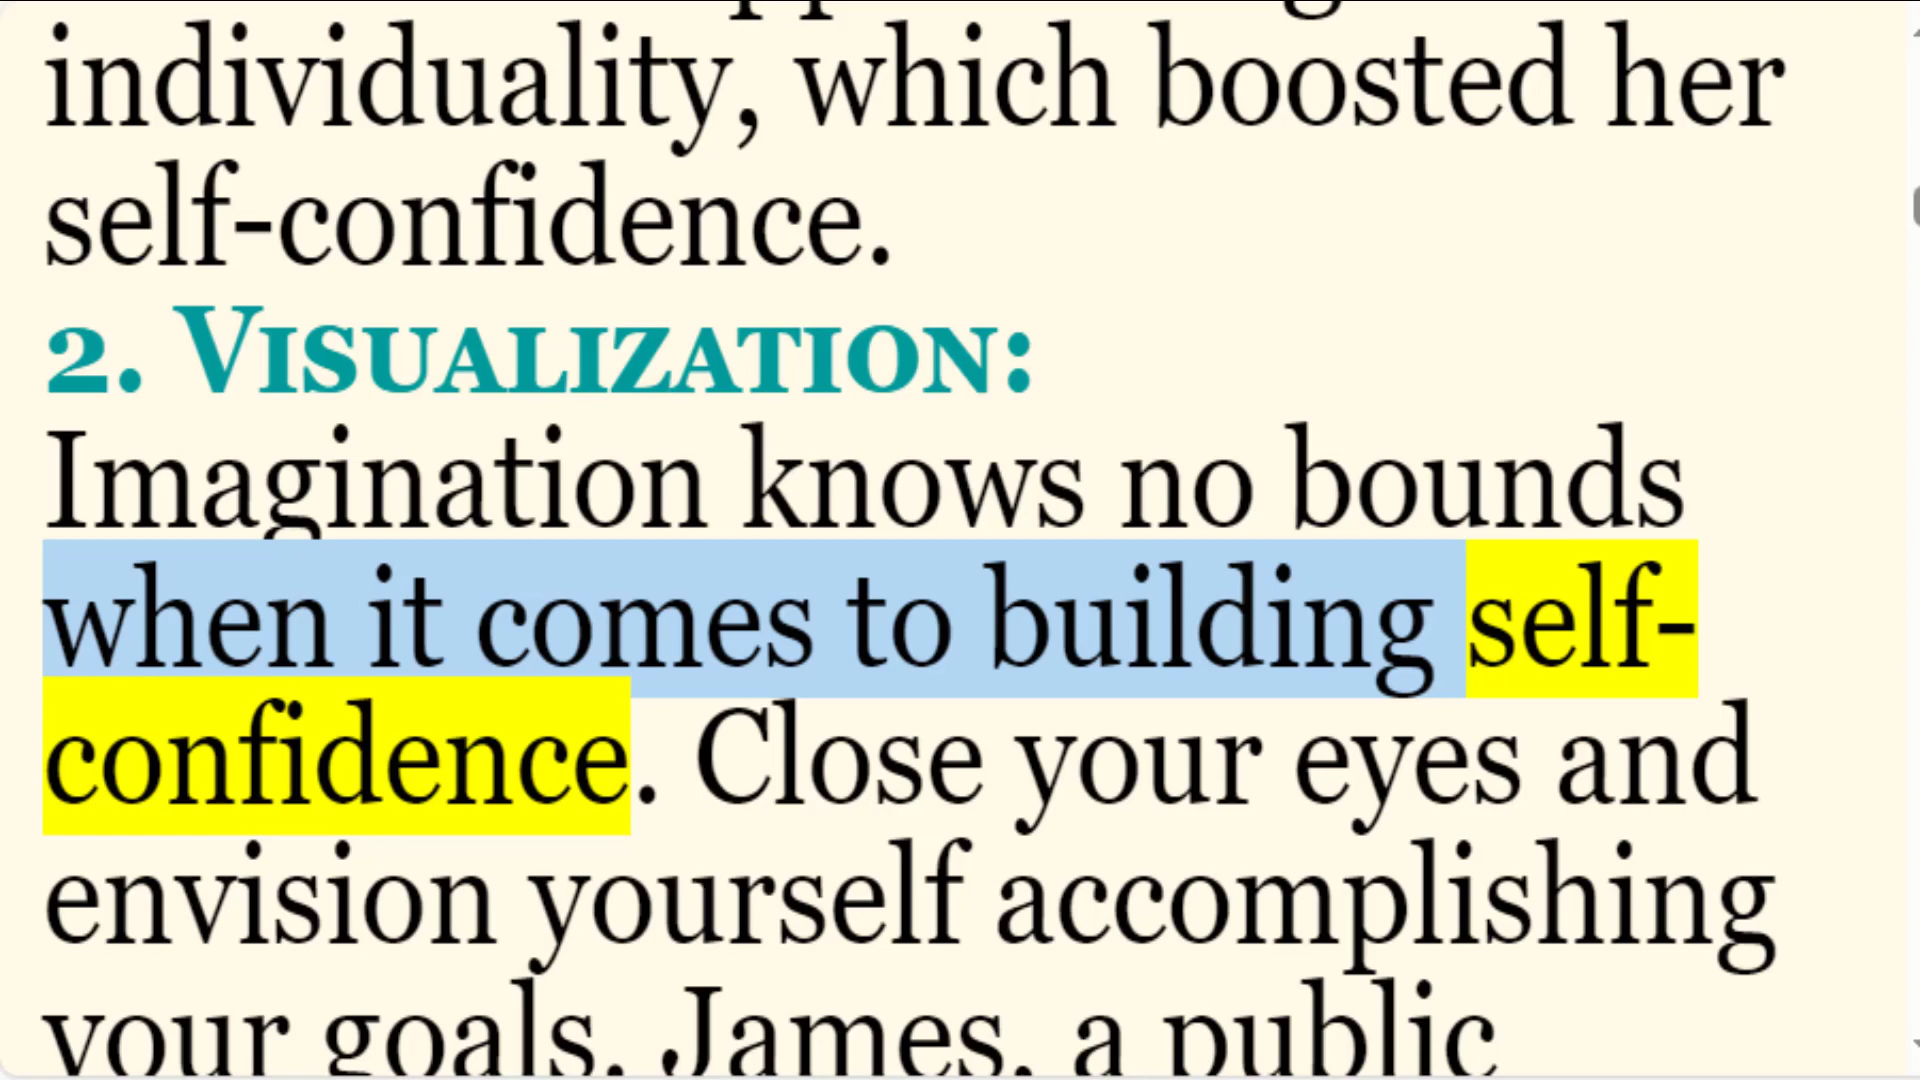 individuality, which boosted her
self-confidence.
2. VISUALIZATION:
Imagination knows no bounds
when it comes to building self-
confidence. Close your eyes and
envision yourself accomplishing
your goals. James, a public